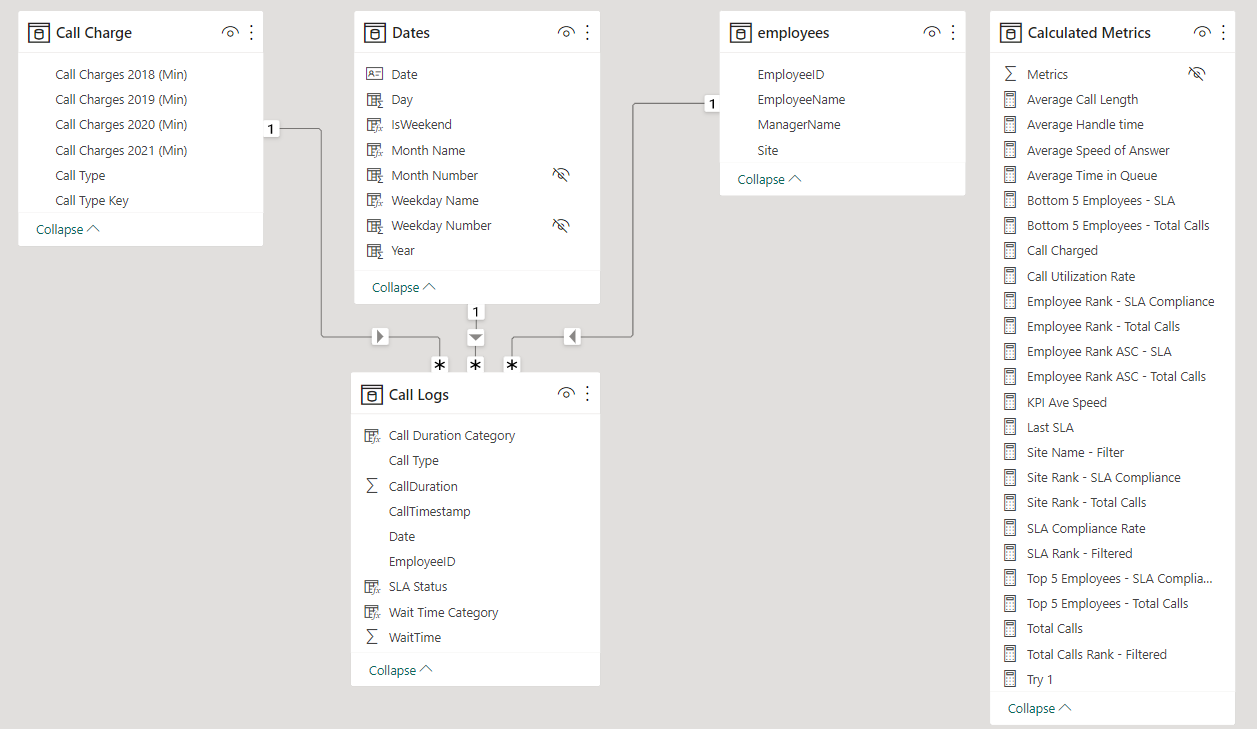 Call Charge
Call Charges 2018 (Min)
Call Charges 2019 (Min)
Call Charges 2020 (Min)
Call Charges 2021 (Min)
Call Type
Call Type Key
Collapse
1
Dates
Date
Day
IsWeekend
Month Name
Month Number
Weekday Name
Weekday Number
Year
Collapse
1
employees
EmployeeID
EmployeeName
ManagerName
Site
Collapse
1
* * *
Call Logs
Call Duration Category
Call Type
CallDuration
CallTimestamp
Date
EmployeeID
SLA Status
Wait Time Category
WaitTime
Collapse
Calculated Metrics
Metrics
Average Call Length
Average Handle time
Average Speed of Answer
Average Time in Queue
Bottom 5 Employees - SLA
Bottom 5 Employees - Total Calls
Call Charged
Call Utilization Rate
Employee Rank - SLA Compliance
Employee Rank - Total Calls
Employee Rank ASC - SLA
Employee Rank ASC - Total Calls
KPI Ave Speed
Last SLA
Site Name - Filter
Site Rank - SLA Compliance
Site Rank - Total Calls
SLA Compliance Rate
SLA Rank - Filtered
Top 5 Employees - SLA Complia...
Top 5 Employees - Total Calls
Total Calls
Total Calls Rank - Filtered
Try 1
Collapse